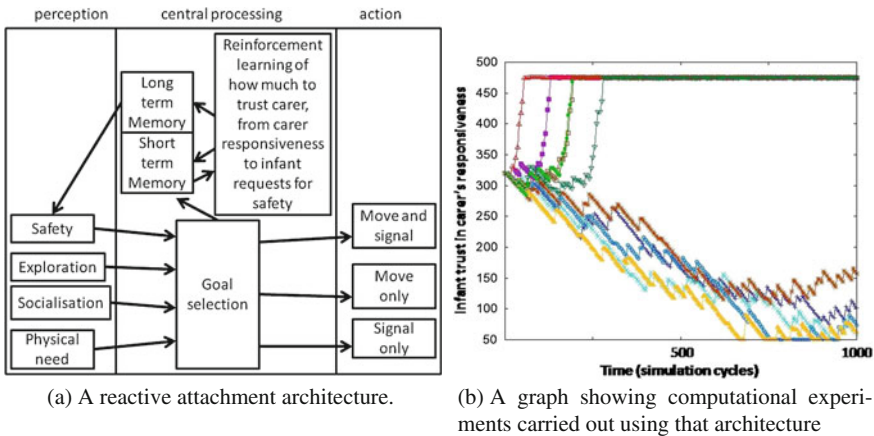 perception
central processing
action
Long
term
Memory
Short
term
Memory
Reinforcement
learning of
how much to
trust carer,
from carer
responsiveness
to infant
requests for
safety
Safety
Exploration
Socialisation
Physical
need
Goal
selection
Move and
signal
Move
only
Signal
only
(a) A reactive attachment architecture.
Infant trust in carer's responsiveness
500
450
400
350
300
250
200
150
100
50
500
1000
Time (simulation cycles)
(b) A graph showing computational experi-
ments carried out using that architecture